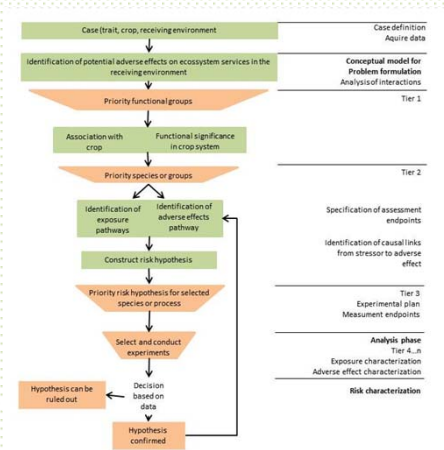 Case (trait, crop, receiving environment
Case definition
Aquire data
Identification of potential adverse effects on ecosystem services in the
receiving environment
Conceptual model for
Problem formulation
Analysis of interactions
Priority functional groups
Tier 1
Association with
crop
Functional significance
in crop system
Priority species or groups
Tier 2
Identification of
exposure
pathways
Identification of
adverse effects
pathway
Specification of assessment
endpoints
Identification of causal links
from stressor to adverse
effect
Construct risk hypothesis
Priority risk hypothesis for selected
species or process
Tier 3
Experimental plan
Measument endpoints
Select and conduct
experiments
Analysis phase
Tier 4...n
Exposure characterization
Adverse effect characterization
Hypothesis can be
ruled out
Decision
based on
data
Risk characterization
Hypothesis
confirmed